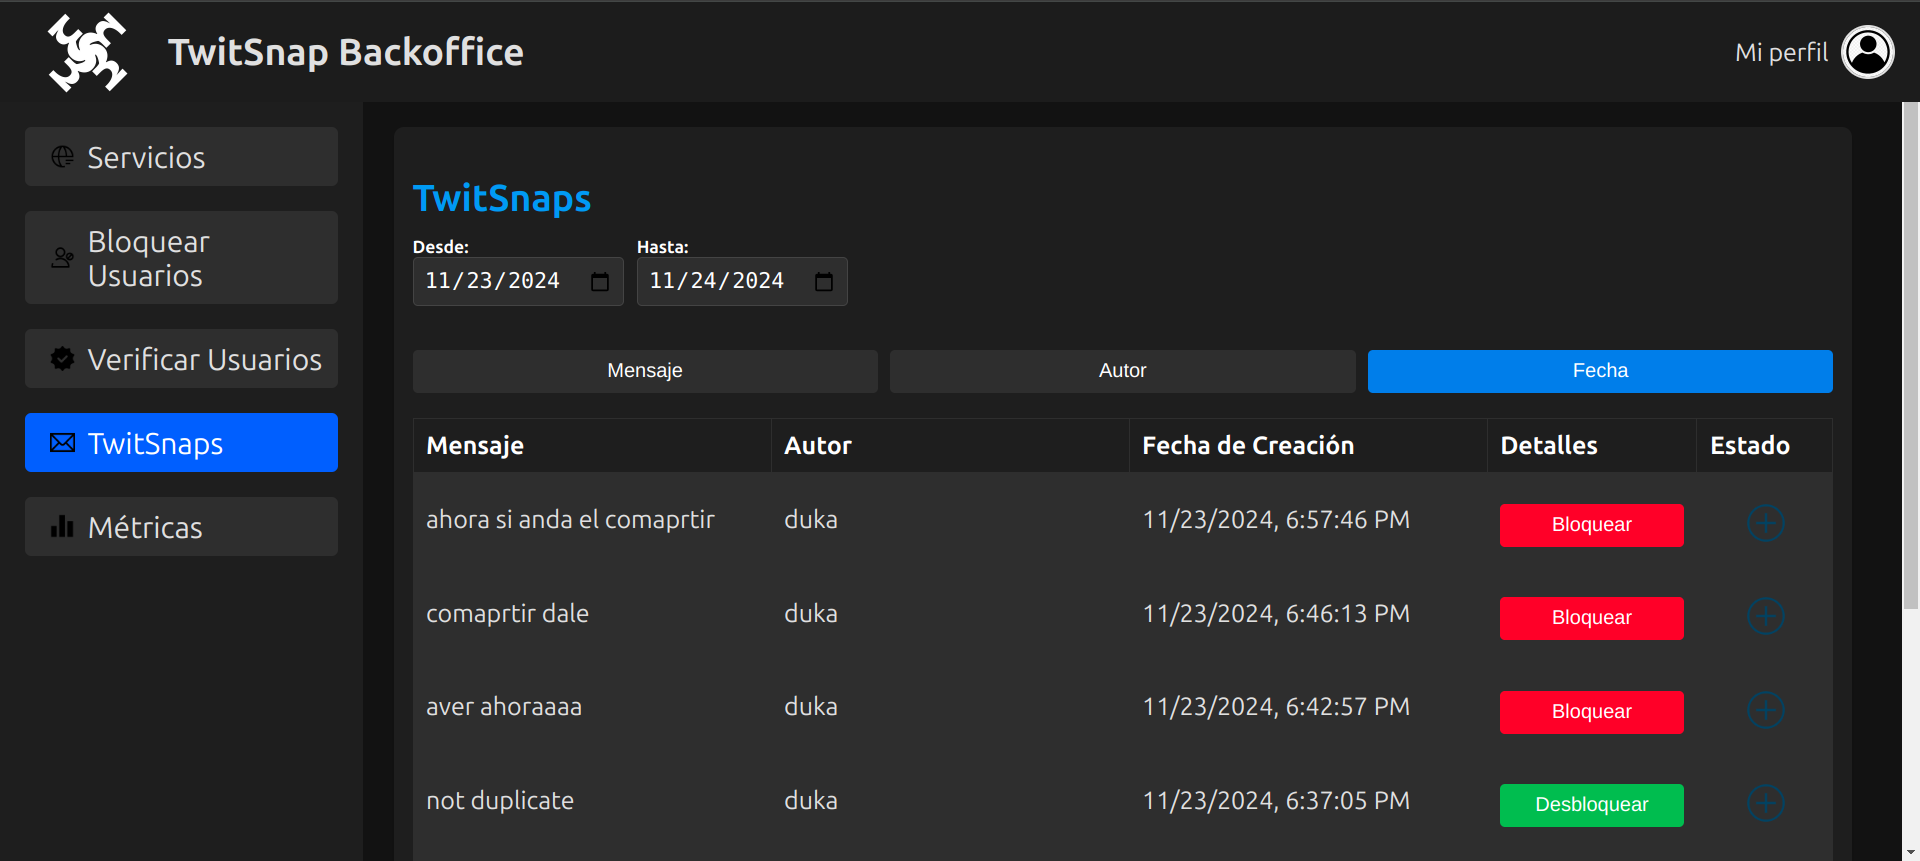 TwitSnap Backoffice
Mi perfil
Servicios
Bloquear
Usuarios
Verificar Usuarios
TwitSnaps
Métricas
TwitSnaps
Desde:
Hasta:
11/23/2024
11/24/2024
Mensaje
Autor
Fecha
Mensaje Autor Fecha de Creación Detalles Estado
ahora si anda el comaprtir duka 11/23/2024, 6:57:46 PM Bloquear
comaprtir dale duka 11/23/2024, 6:46:13 PM Bloquear
aver ahoraaaa duka 11/23/2024, 6:42:57 PM Bloquear
not duplicate duka 11/23/2024, 6:37:05 PM Desbloquear